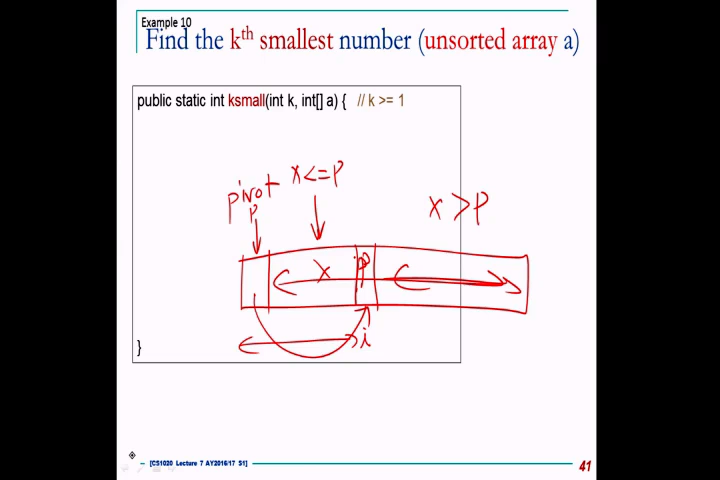 Example 10
Find the kth smallest number (unsorted array a)
public static int ksmall(int k, int[] a) { // k >= 1
pivot x<=p
p
x >p
x p
i
}
[CS1020 Lecture 7 AY2016/17 S1]
41